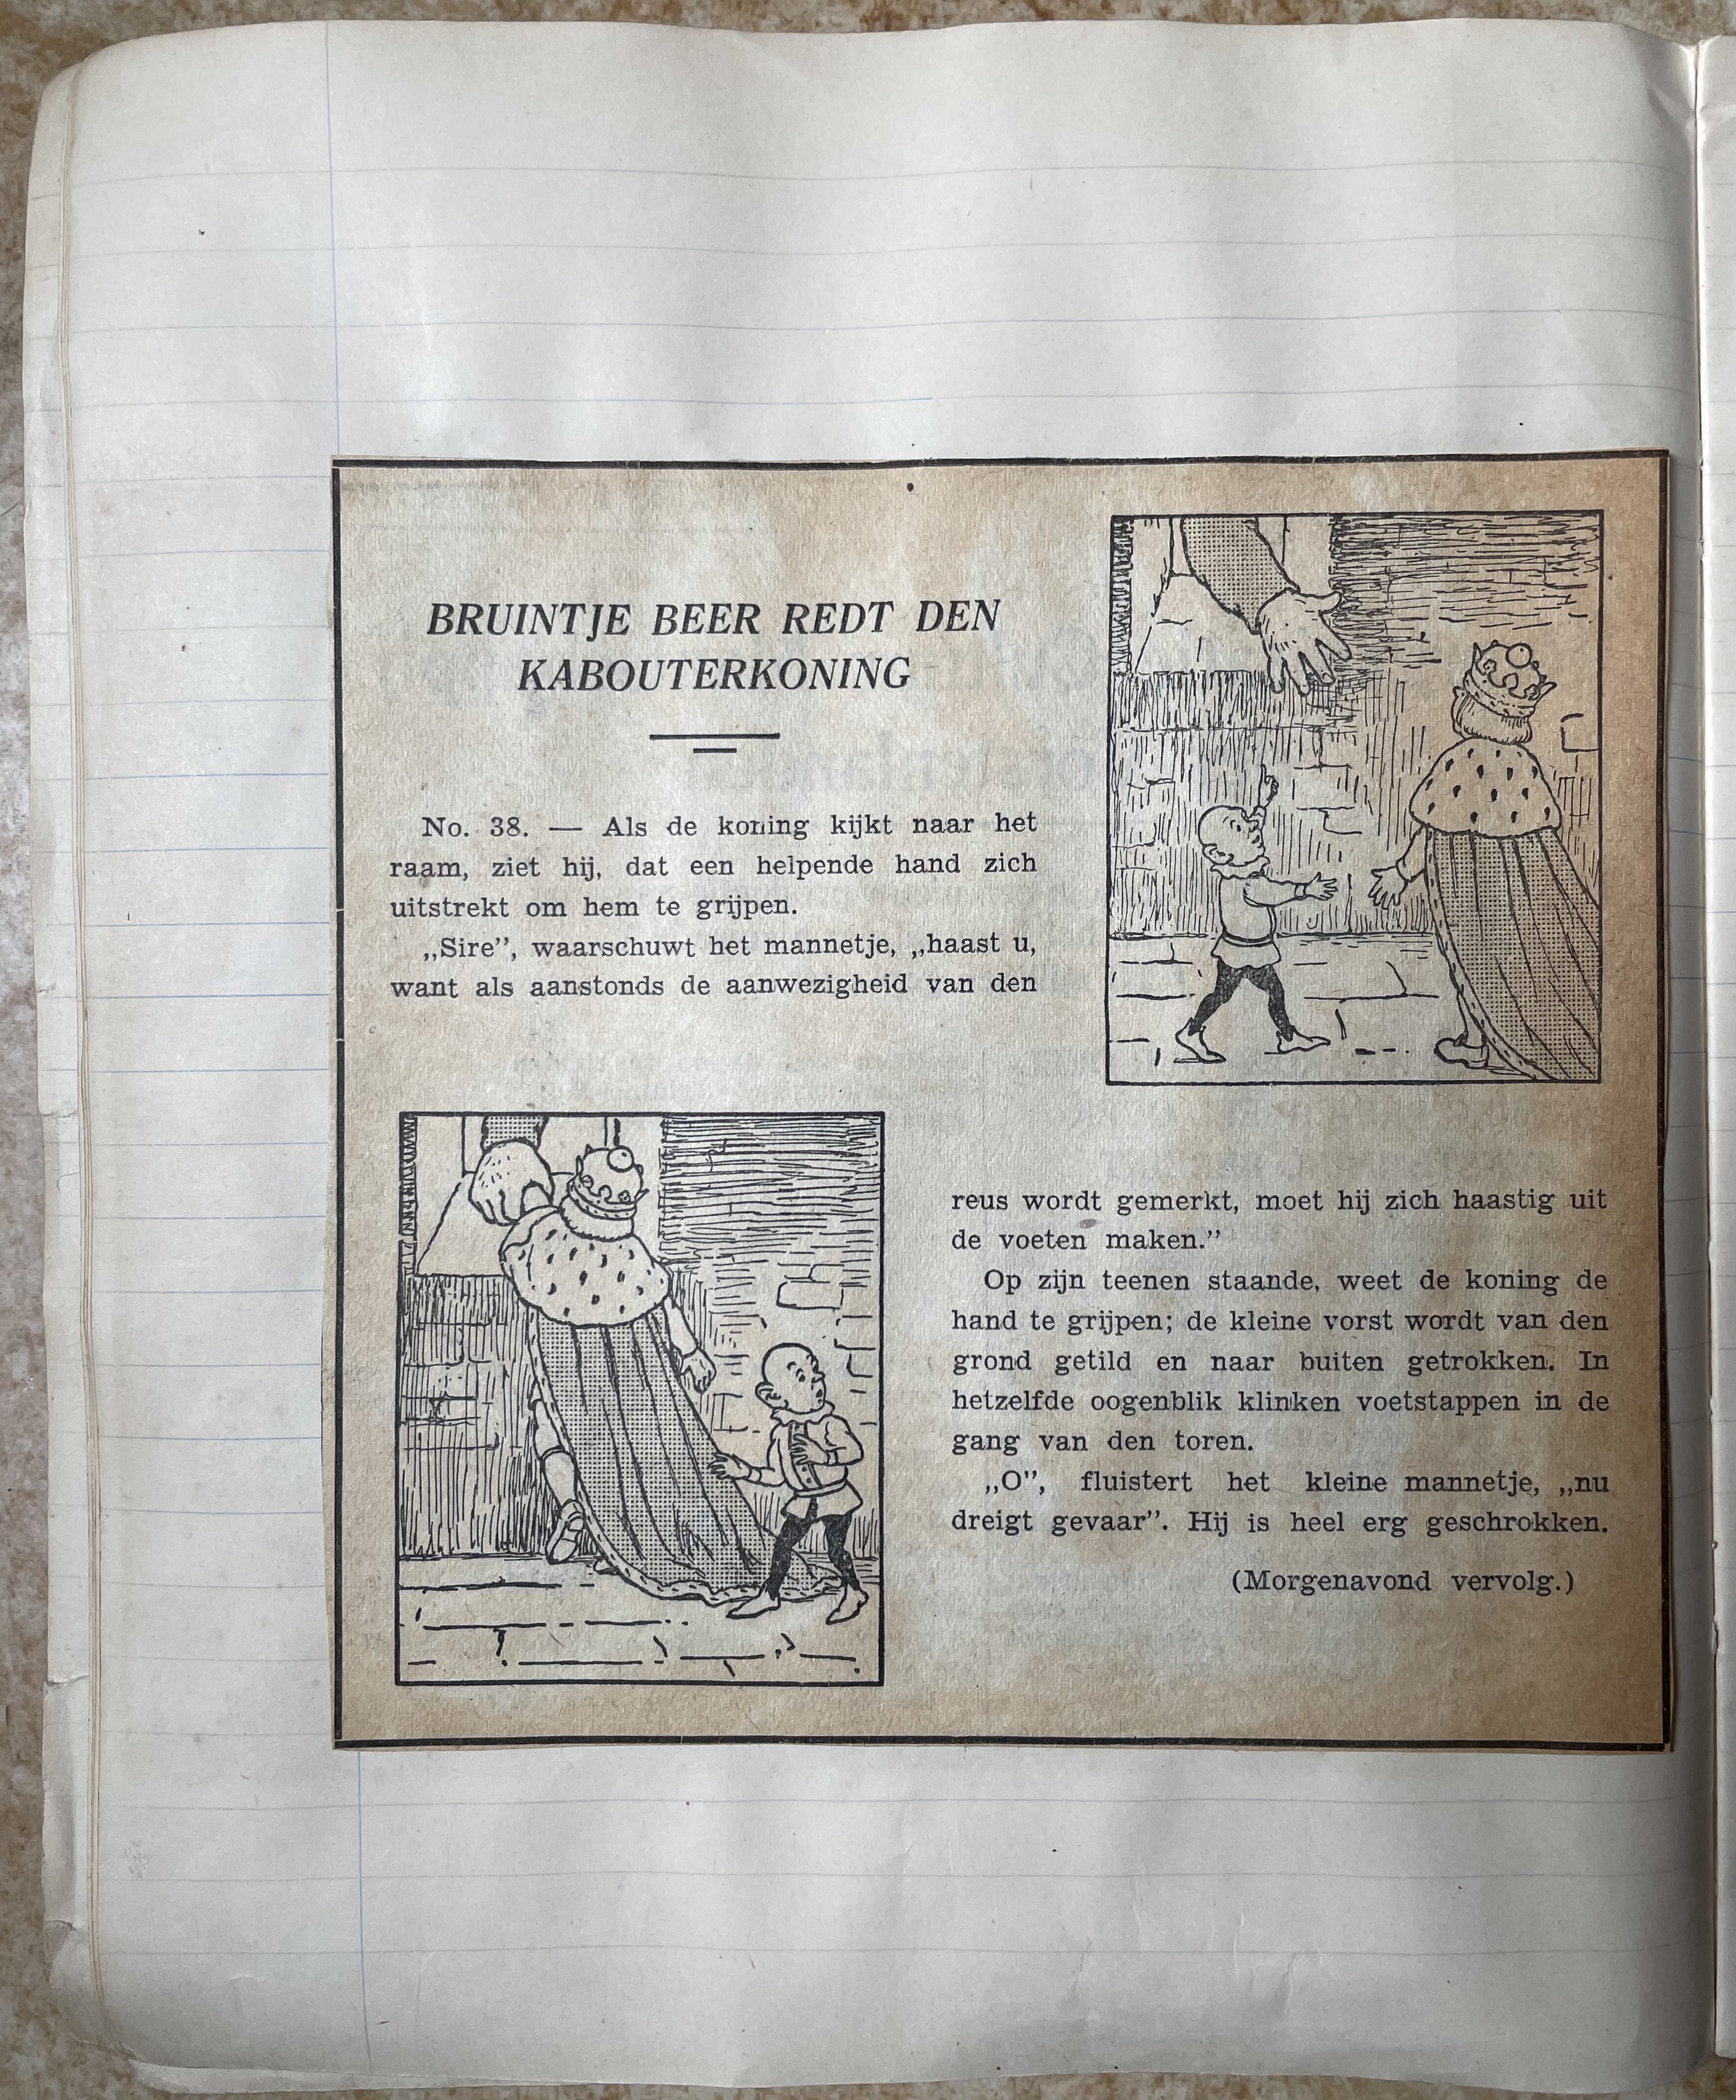 BRUINTJE BEER REDT DEN
KABOUTERKONING
No. 38. — Als de koning kijkt naar het
raam, ziet hij, dat een helpende hand zich
uitstrekt om hem te grijpen.
„Sire”, waarschuwt het mannetje, „haast u,
want als aanstonds de aanwezigheid van den
reus wordt gemerkt, moet hij zich haastig uit
de voeten maken.”
Op zijn teenen staande, weet de koning de
hand te grijpen; de kleine vorst wordt van den
grond getild en naar buiten getrokken. In
hetzelfde oogenblik klinken voetstappen in de
gang van den toren.
„O”, fluistert het kleine mannetje, „nu
dreigt gevaar”. Hij is heel erg geschrokken.
(Morgenavond vervolg.)